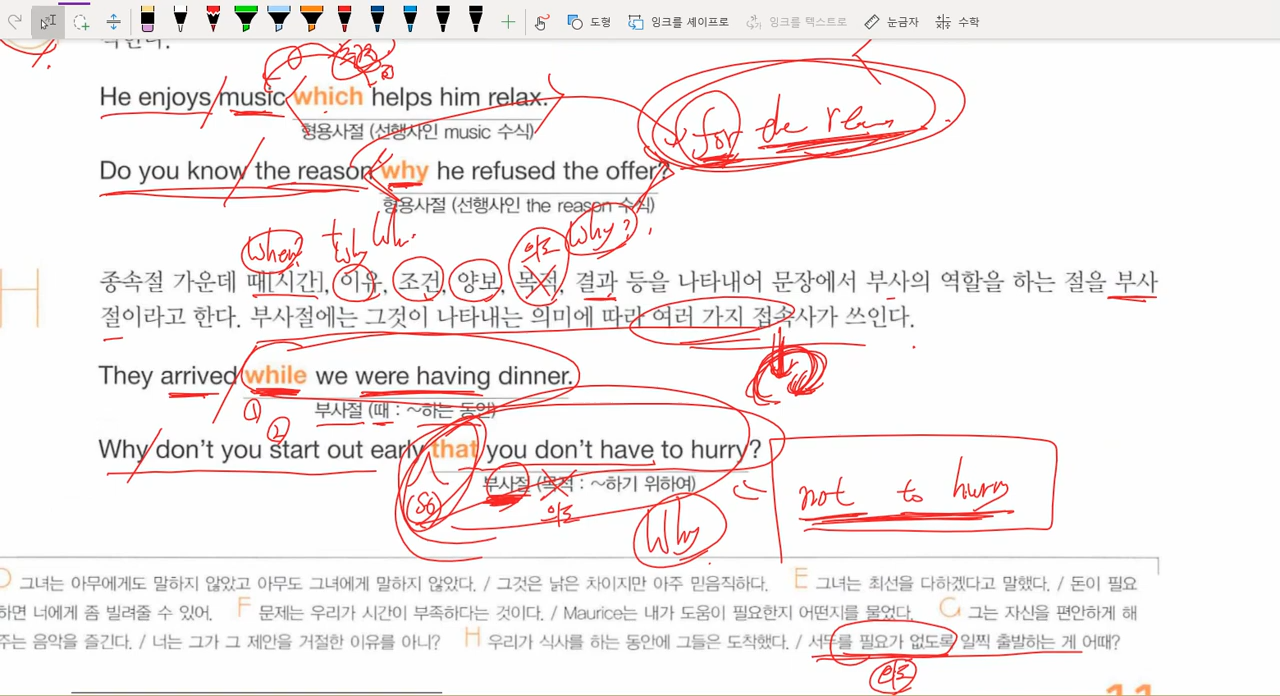 도형 잉크를 셰이프로 잉크를 텍스트로 눈금자 수학
He enjoys music which helps him relax.
형용사절 (선행사인 music 수식)
for the
Do you know the reason why he refused the offer?
형용사절 (선행사인 the reason 수식)
When? why Why?
의도
H
종속절 가운데 때[시간], 이유, 조건, 양보, 목적, 결과 등을 나타내어 문장에서 부사의 역할을 하는 절을 부사
절이라고 한다. 부사절에는 그것이 나타내는 의미에 따라 여러 가지 접속사가 쓰인다.
They arrived while we were having dinner.
① 부사절 (때 : ~하는 동안)
②
Why don't you start out early that you don't have to hurry?
(so) 부사절 (목적 : ~하기 위하여)
의도
not to hurry
Why
D 그녀는 아무에게도 말하지 않았고 아무도 그녀에게 말하지 않았다. / 그것은 낡은 차이지만 아주 믿음직하다. E 그녀는 최선을 다하겠다고 말했다. / 돈이 필요
하면 너에게 좀 빌려줄 수 있어. F 문제는 우리가 시간이 부족하다는 것이다. / Maurice는 내가 도움이 필요한지 어떤지를 물었다. G 그는 자신을 편안하게 해
주는 음악을 즐긴다. / 너는 그가 그 제안을 거절한 이유를 아니? H 우리가 식사를 하는 동안에 그들은 도착했다. / 서두를 필요가 없도록 일찍 출발하는 게 어때?
의도
11